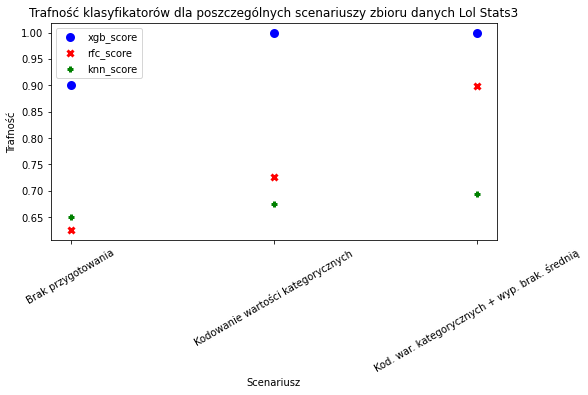 Trafność klasyfikatorów dla poszczególnych scenariuszy zbioru danych Lol Stats3
xgb_score
rfc_score
knn_score
Trafność
1.00
0.95
0.90
0.85
0.80
0.75
0.70
0.65
Brak przygotowania
Kodowanie wartości kategorycznych
Kod. war. kategorycznych + wyp. brak. średnią
Scenariusz